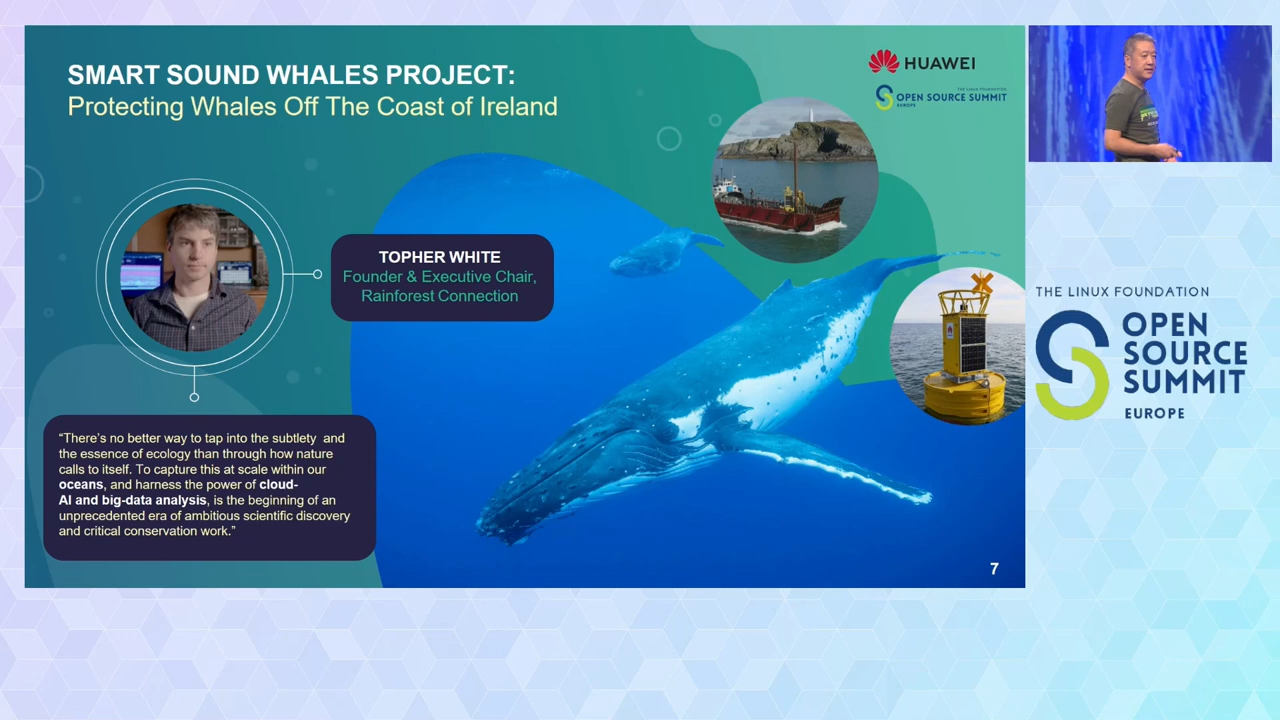 SMART SOUND WHALES PROJECT:
Protecting Whales Off The Coast of Ireland
HUAWEI
THE LINUX FOUNDATION
OPEN SOURCE SUMMIT
EUROPE
TOPHER WHITE
Founder & Executive Chair,
Rainforest Connection
“There’s no better way to tap into the subtlety and
the essence of ecology than through how nature
calls to itself. To capture this at scale within our
oceans, and harness the power of cloud-
AI and big-data analysis, is the beginning of an
unprecedented era of ambitious scientific discovery
and critical conservation work.”
7
THE LINUX FOUNDATION
OPEN
SOURCE
SUMMIT
EUROPE